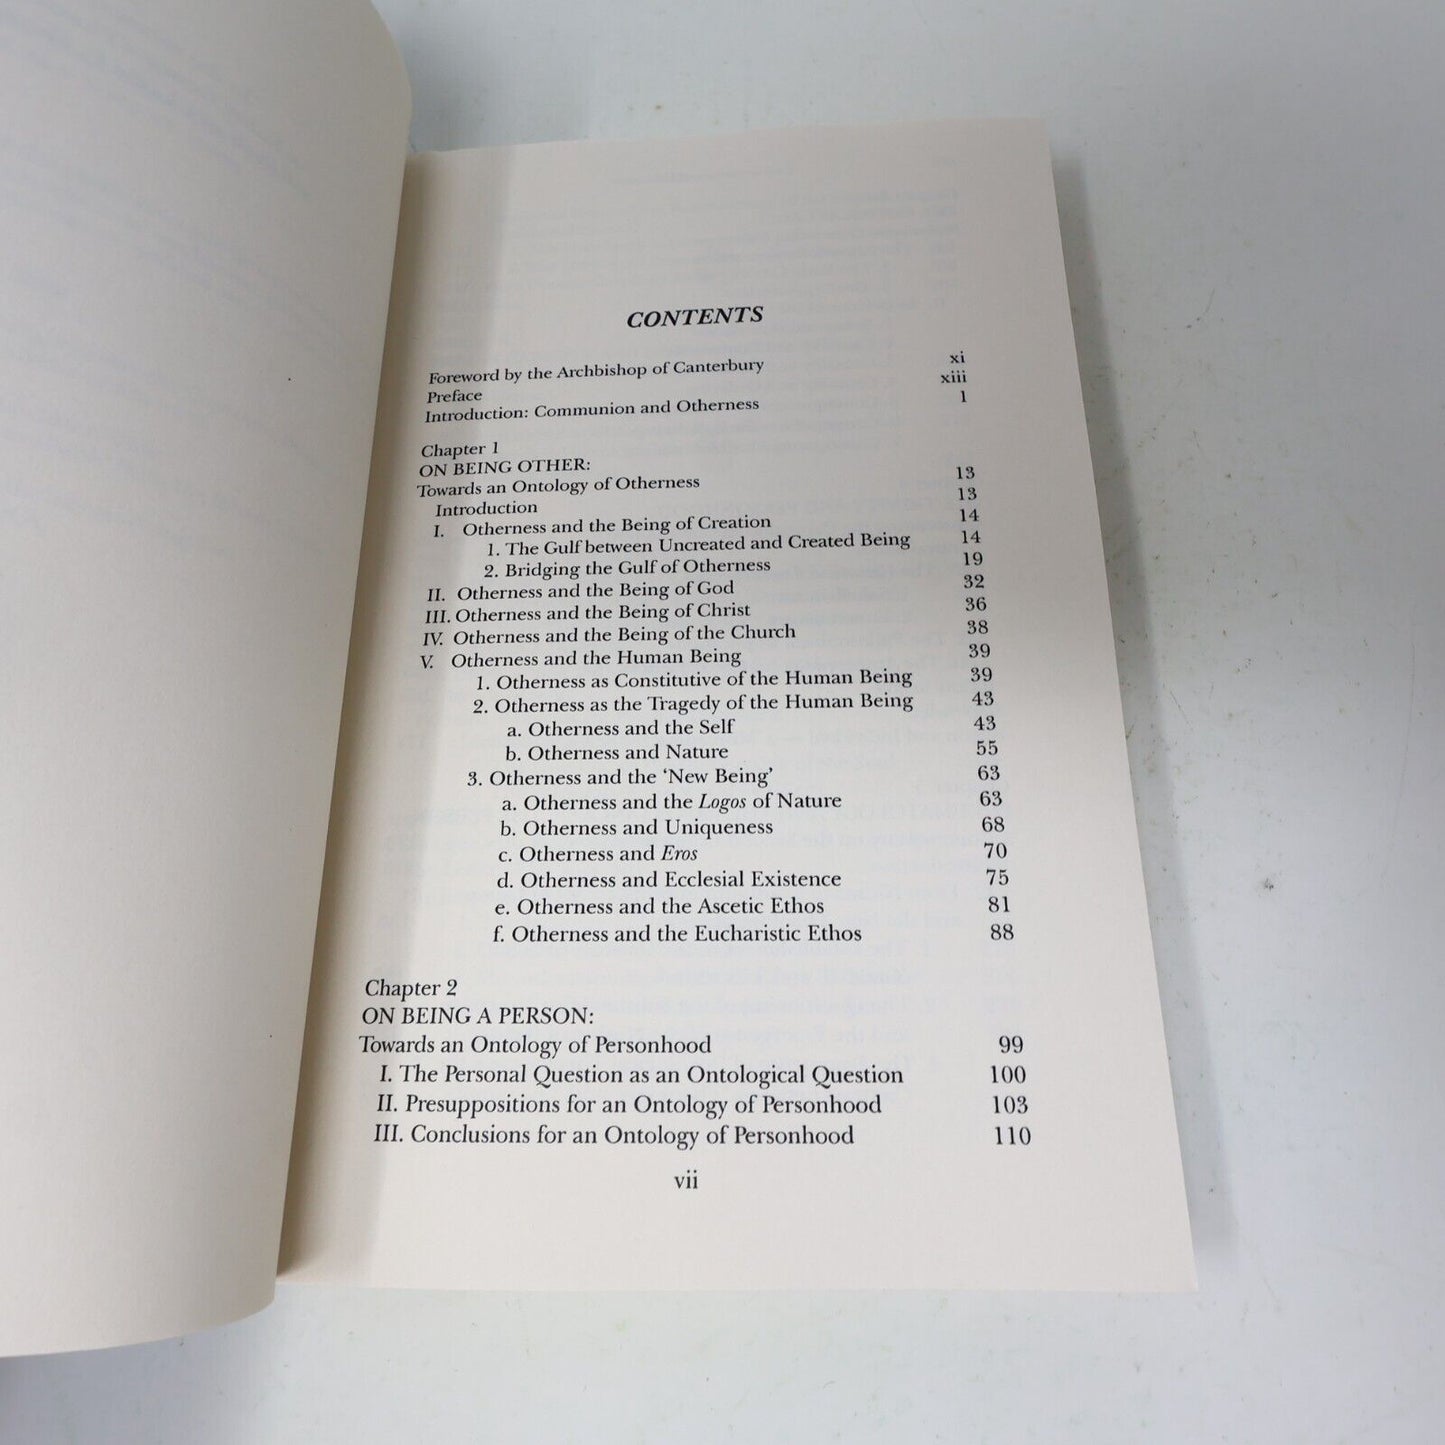 CONTENTS
Foreword by the Archbishop of Canterbury xi
Preface xiii
Introduction: Communion and Otherness 1
Chapter 1
ON BEING OTHER:
Towards an Ontology of Otherness 13
Introduction 13
I. Otherness and the Being of Creation 14
1. The Gulf between Uncreated and Created Being 14
2. Bridging the Gulf of Otherness 19
II. Otherness and the Being of God 32
III. Otherness and the Being of Christ 36
IV. Otherness and the Being of the Church 38
V. Otherness and the Human Being 39
1. Otherness as Constitutive of the Human Being 39
2. Otherness as the Tragedy of the Human Being 43
a. Otherness and the Self 43
b. Otherness and Nature 55
3. Otherness and the ‘New Being’ 63
a. Otherness and the Logos of Nature 63
b. Otherness and Uniqueness 68
c. Otherness and Eros 70
d. Otherness and Ecclesial Existence 75
e. Otherness and the Ascetic Ethos 81
f. Otherness and the Eucharistic Ethos 88
Chapter 2
ON BEING A PERSON:
Towards an Ontology of Personhood 99
I. The Personal Question as an Ontological Question 100
II. Presuppositions for an Ontology of Personhood 103
III. Conclusions for an Ontology of Personhood 110
vii